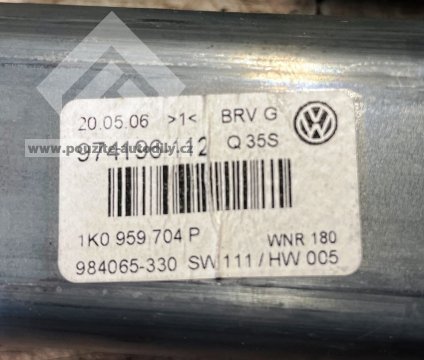 20.05.06 >1< BRV G
974196112 Q 35S
www.pouzite-autodily.cz
1K0 959 704 P WNR 180
984065-330 SW 111 / HW 005